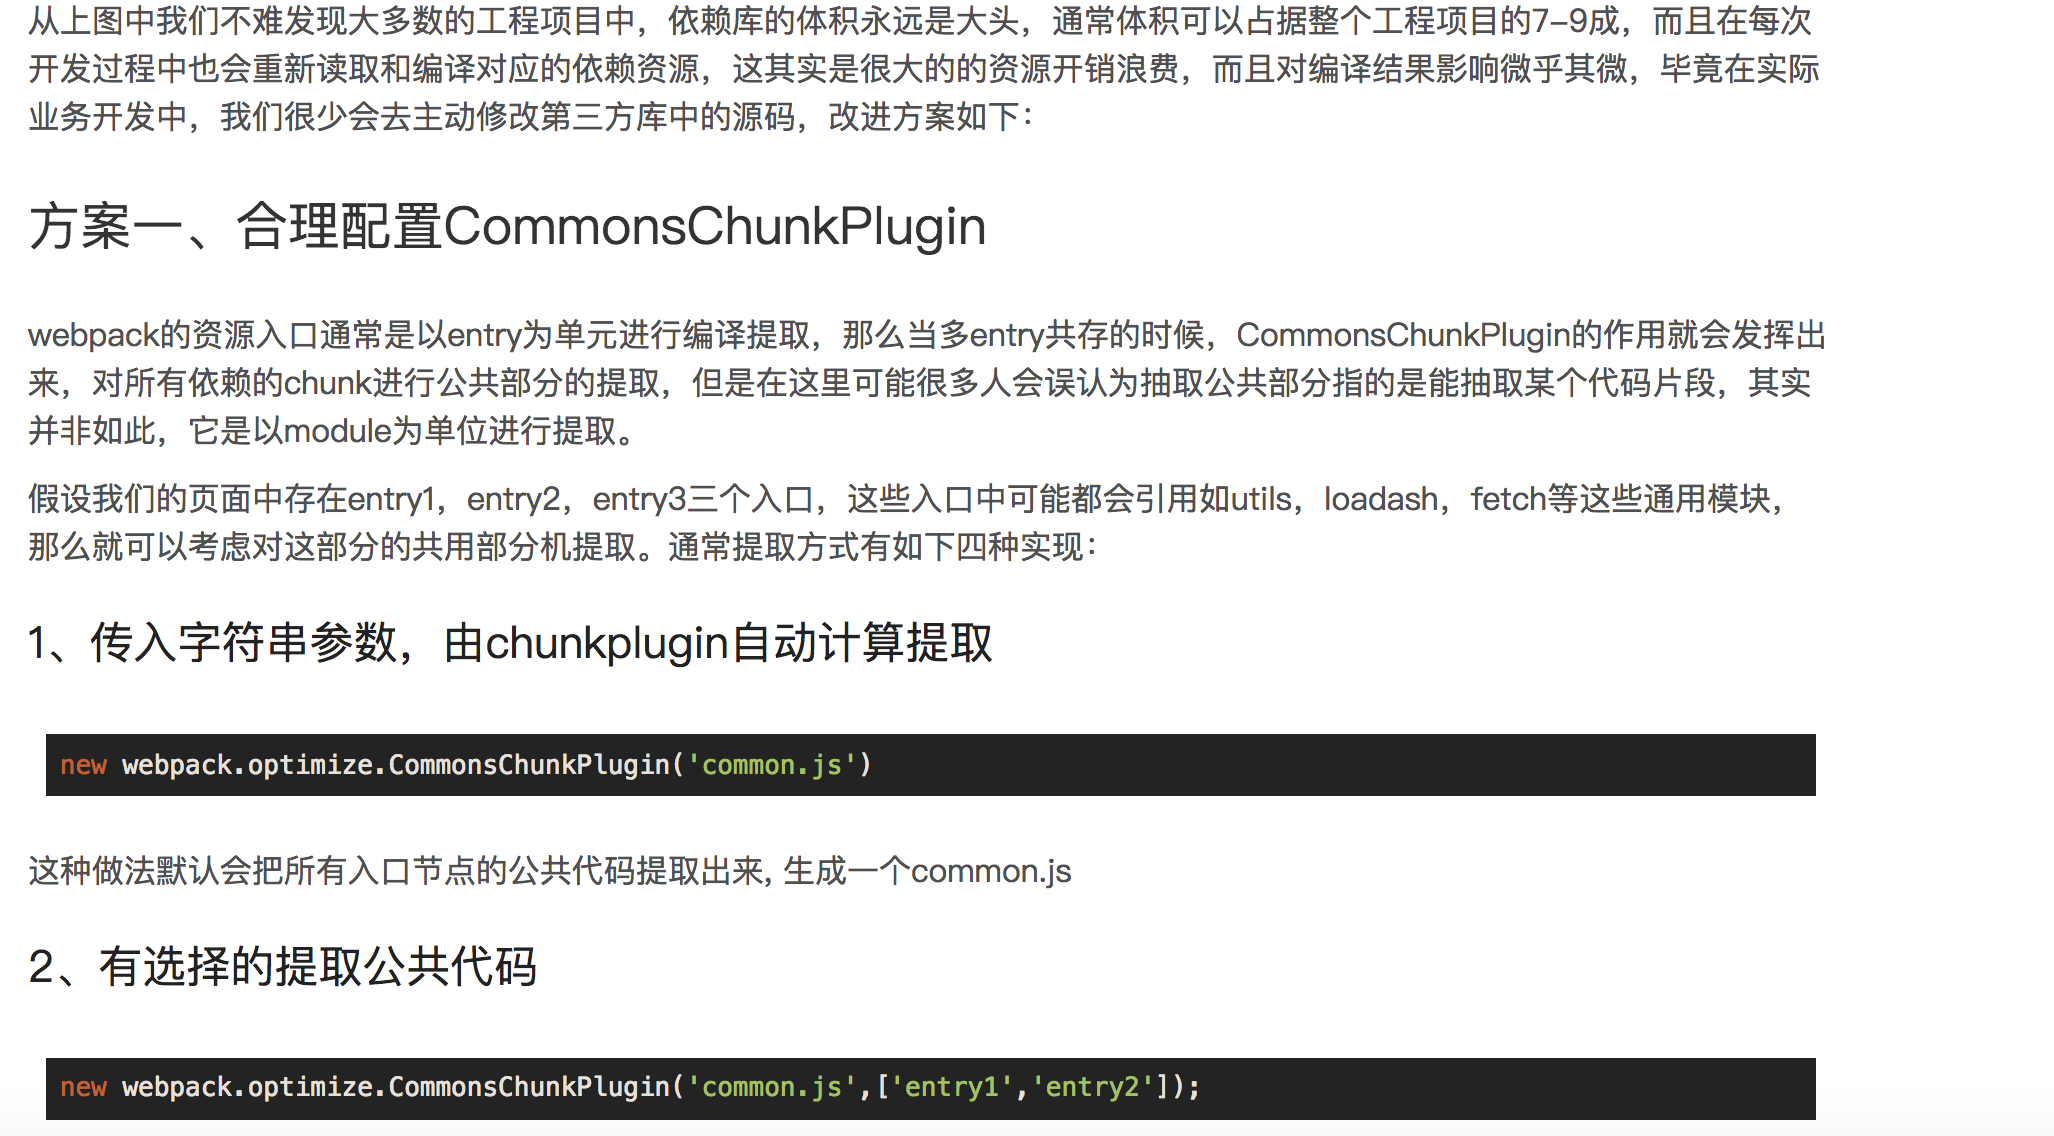 从上图中我们不难发现大多数的工程项目中，依赖库的体积永远是大头，通常体积可以占据整个工程项目的7-9成，而且在每次
开发过程中也会重新读取和编译对应的依赖资源，这其实是很大的的资源开销浪费，而且对编译结果影响微乎其微，毕竟在实际
业务开发中，我们很少会去主动修改第三方库中的源码，改进方案如下：
方案一、合理配置CommonsChunkPlugin
webpack的资源入口通常是以entry为单元进行编译提取，那么当多entry共存的时候，CommonsChunkPlugin的作用就会发挥出
来，对所有依赖的chunk进行公共部分的提取，但是在这里可能很多人会误认为抽取公共部分指的是能抽取某个代码片段，其实
并非如此，它是以module为单位进行提取。
假设我们的页面中存在entry1，entry2，entry3三个入口，这些入口中可能都会引用如utils，loadash，fetch等这些通用模块，
那么就可以考虑对这部分的共用部分机提取。通常提取方式有如下四种实现：
1、传入字符串参数，由chunkplugin自动计算提取
new webpack.optimize.CommonsChunkPlugin('common.js')
这种做法默认会把所有入口节点的公共代码提取出来, 生成一个common.js
2、有选择的提取公共代码
new webpack.optimize.CommonsChunkPlugin('common.js',['entry1','entry2']);